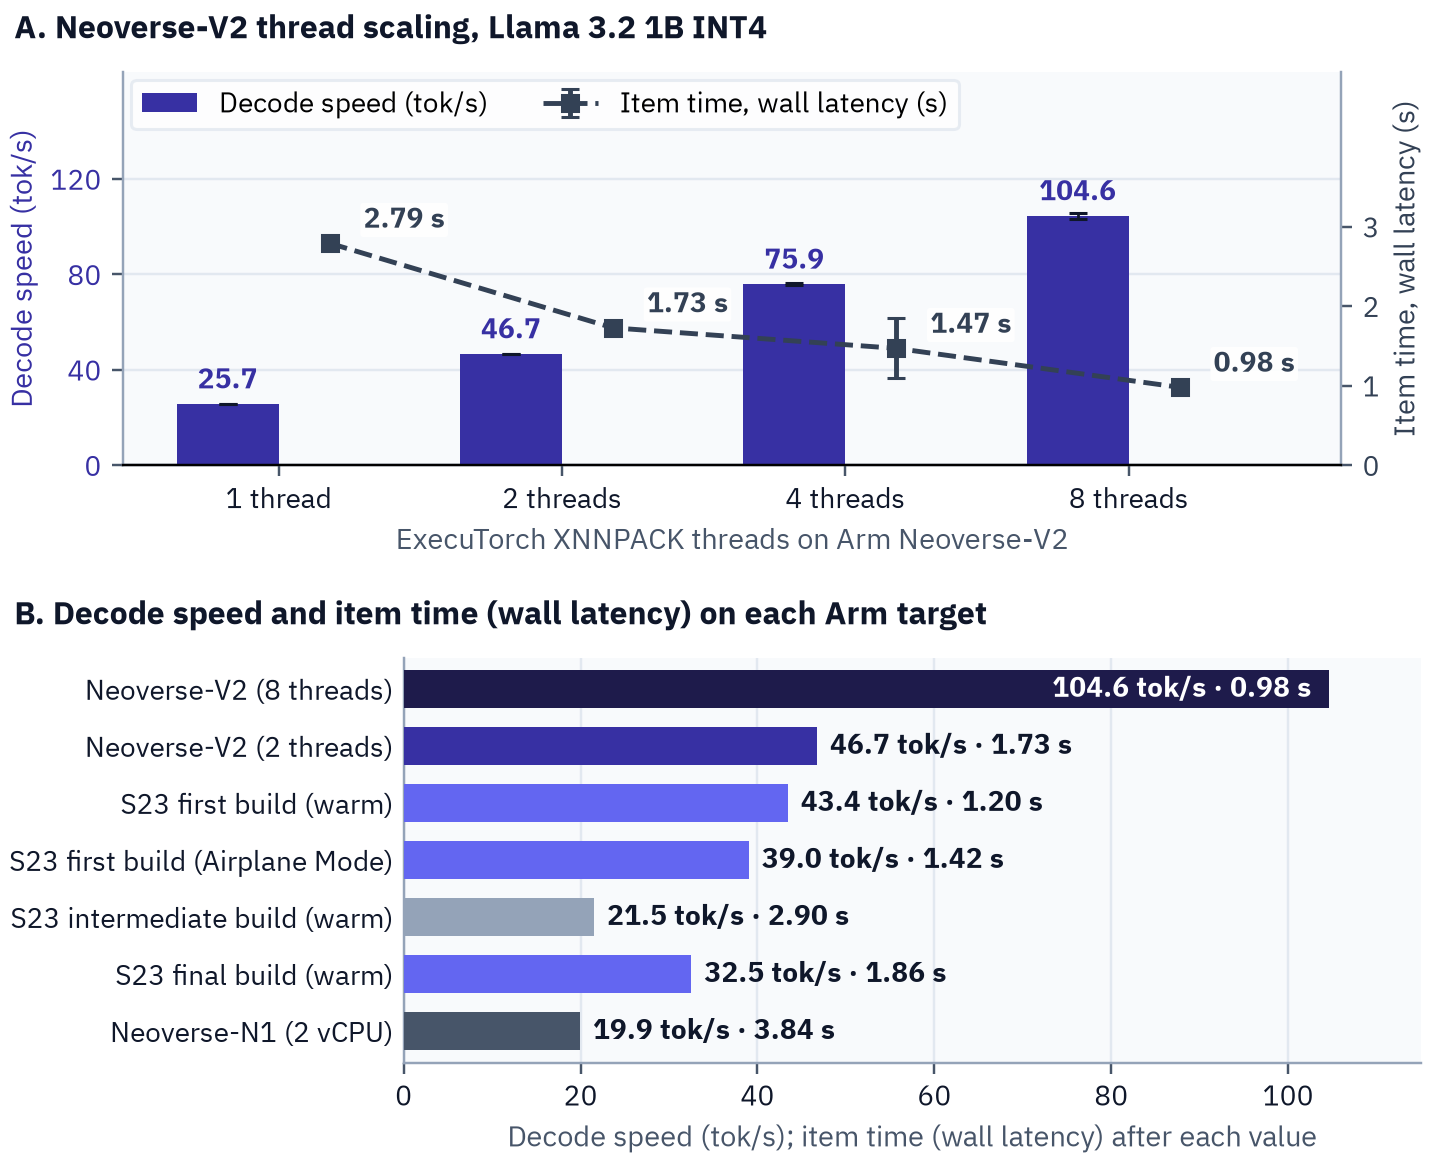 A. Neoverse-V2 thread scaling, Llama 3.2 1B INT4
Decode speed (tok/s)
Item time, wall latency (s)
Decode speed (tok/s)
0
40
80
120
25.7
46.7
75.9
104.6
2.79 s
1.73 s
1.47 s
0.98 s
0
1
2
3
Item time, wall latency (s)
1 thread
2 threads
4 threads
8 threads
ExecuTorch XNNPACK threads on Arm Neoverse-V2
B. Decode speed and item time (wall latency) on each Arm target
Neoverse-V2 (8 threads)
104.6 tok/s · 0.98 s
Neoverse-V2 (2 threads)
46.7 tok/s · 1.73 s
S23 first build (warm)
43.4 tok/s · 1.20 s
S23 first build (Airplane Mode)
39.0 tok/s · 1.42 s
S23 intermediate build (warm)
21.5 tok/s · 2.90 s
S23 final build (warm)
32.5 tok/s · 1.86 s
Neoverse-N1 (2 vCPU)
19.9 tok/s · 3.84 s
0
20
40
60
80
100
Decode speed (tok/s); item time (wall latency) after each value